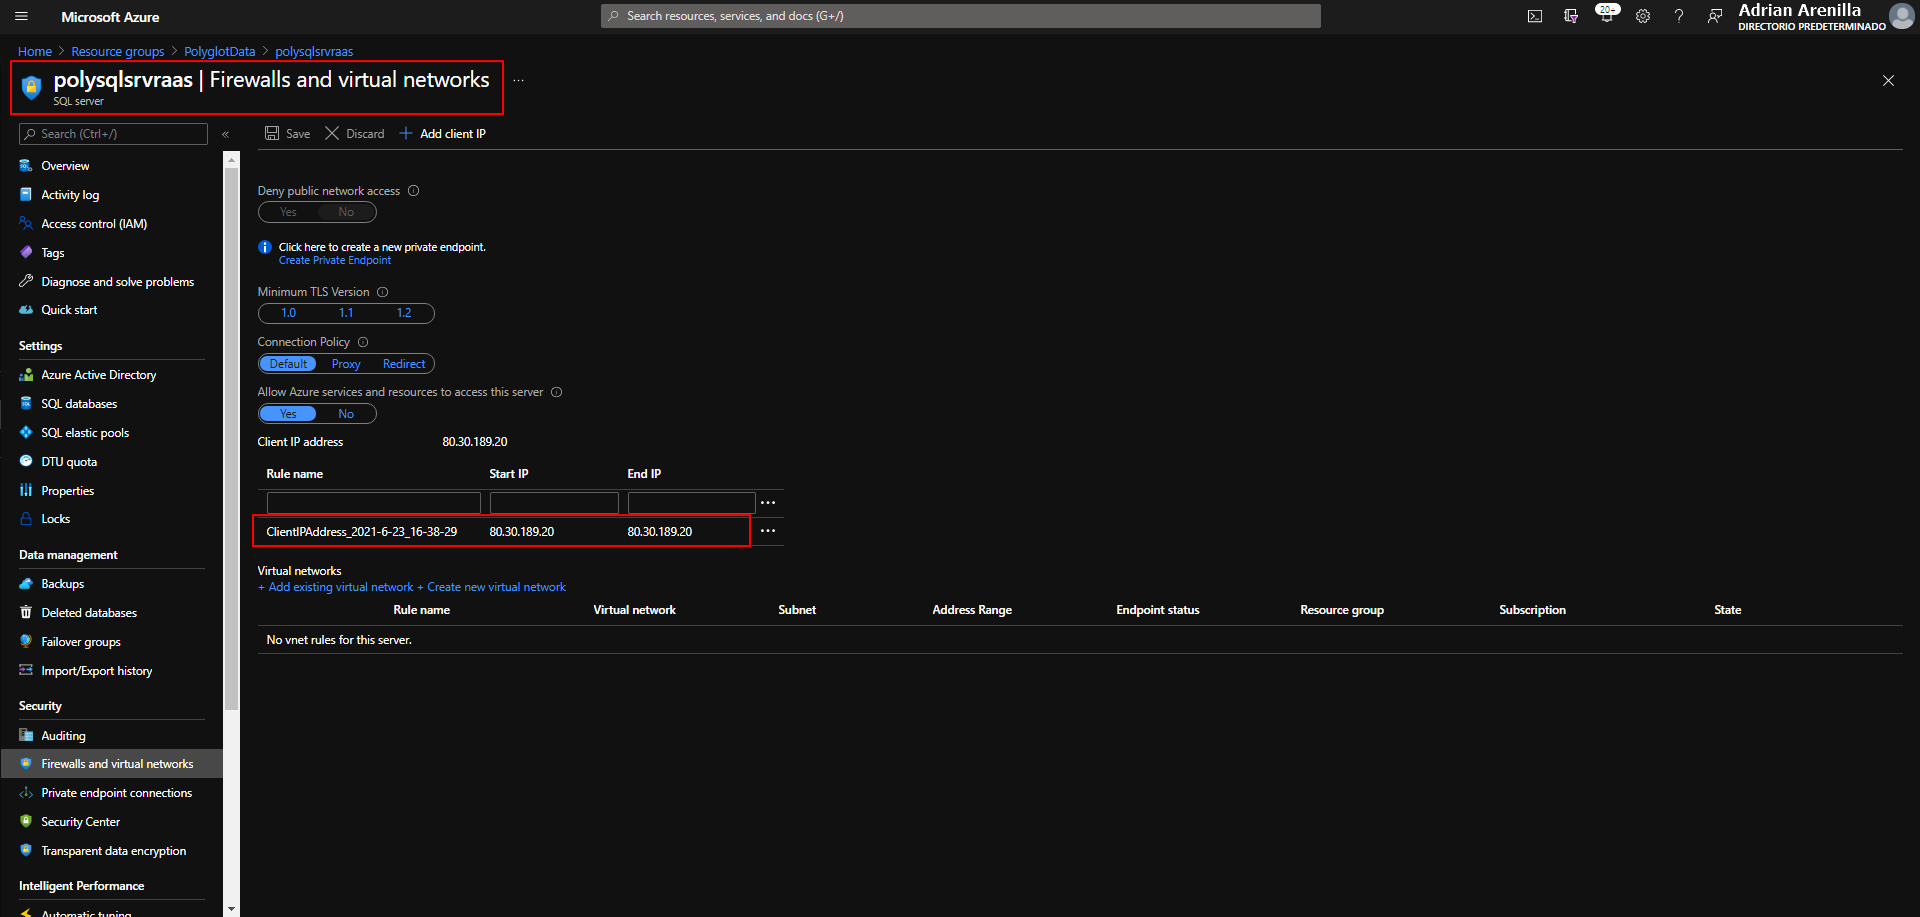 Microsoft Azure
Search resources, services, and docs (G+/)
20+
Adrian Arenilla
DIRECTORIO PREDETERMINADO
Home > Resource groups > PolyglotData > polysqlsrvraas
polysqlsrvraas | Firewalls and virtual networks ...
SQL server
Search (Ctrl+/)
«
Save
Discard
Add client IP
Overview
Activity log
Access control (IAM)
Tags
Diagnose and solve problems
Quick start
Settings
Azure Active Directory
SQL databases
SQL elastic pools
DTU quota
Properties
Locks
Data management
Backups
Deleted databases
Failover groups
Import/Export history
Security
Auditing
Firewalls and virtual networks
Private endpoint connections
Security Center
Transparent data encryption
Intelligent Performance
Automatic tuning
Deny public network access
Yes No
Click here to create a new private endpoint.
Create Private Endpoint
Minimum TLS Version
1.0 1.1 1.2
Connection Policy
Default Proxy Redirect
Allow Azure services and resources to access this server
Yes No
Client IP address 80.30.189.20
Rule name Start IP End IP
...
ClientIPAddress_2021-6-23_16-38-29 80.30.189.20 80.30.189.20 ...
Virtual networks
+ Add existing virtual network + Create new virtual network
Rule name Virtual network Subnet Address Range Endpoint status Resource group Subscription State
No vnet rules for this server.